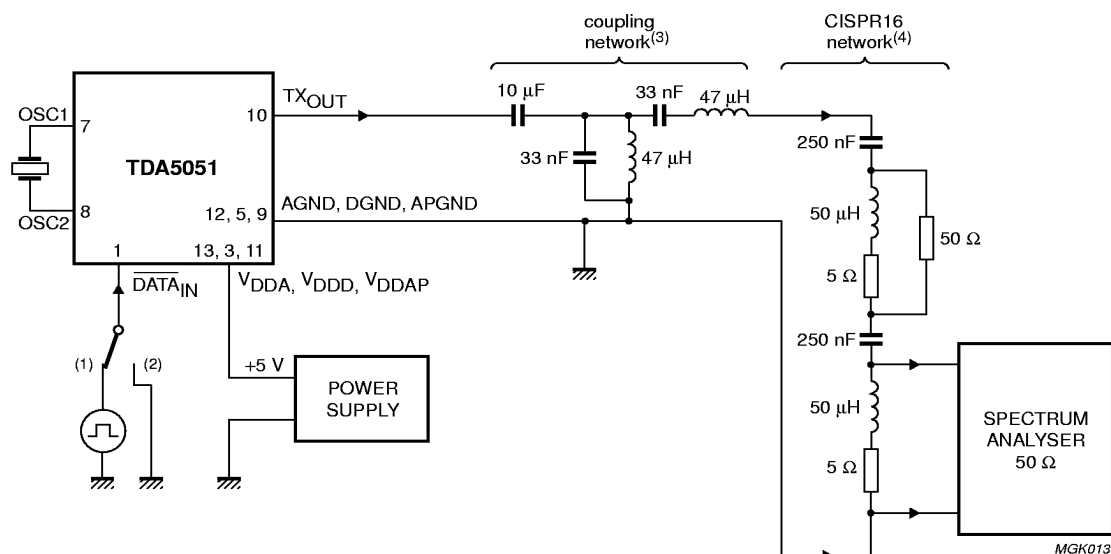 coupling
network(3)
CISPR16
network(4)
TXOUT
10 µF
33 nF
47 µH
250 nF
OSC1
7
10
TDA5051
33 nF
47 µH
8
OSC2
12, 5, 9
AGND, DGND, APGND
50 µH
50 Ω
1
13, 3, 11
DATAIN
VDDA, VDDD, VDDAP
5 Ω
(1)
(2)
+5 V
POWER
SUPPLY
250 nF
50 µH
5 Ω
SPECTRUM
ANALYSER
50 Ω
MGK013